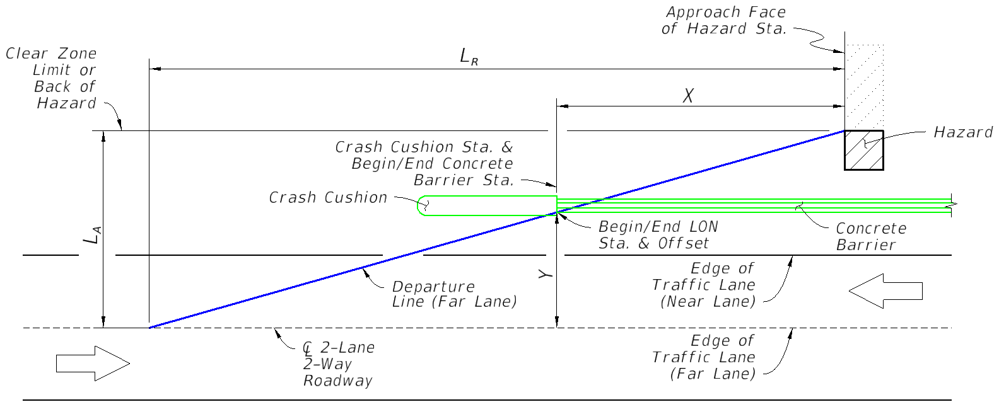 Approach Face
of Hazard Sta.
Clear Zone
Limit or
Back of
Hazard
LR
X
Hazard
Crash Cushion Sta. &
Begin/End Concrete
Barrier Sta.
Crash Cushion
LA
Begin/End LON
Sta. & Offset
Concrete
Barrier
Y
Edge of
Traffic Lane
(Near Lane)
Departure
Line (Far Lane)
℄ 2-Lane
2-Way
Roadway
Edge of
Traffic Lane
(Far Lane)